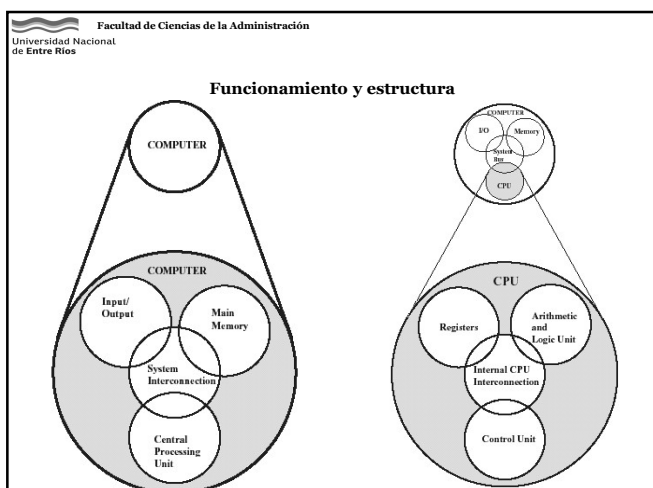 Facultad de Ciencias de la Administración
Universidad Nacional
de Entre Ríos
Funcionamiento y estructura
COMPUTER
COMPUTER
Input/
Output
Main
Memory
System
Interconnection
Central
Processing
Unit
COMPUTER
I/O
Memory
System
Bus
CPU
CPU
Registers
Arithmetic
and
Logic Unit
Internal CPU
Interconnection
Control Unit